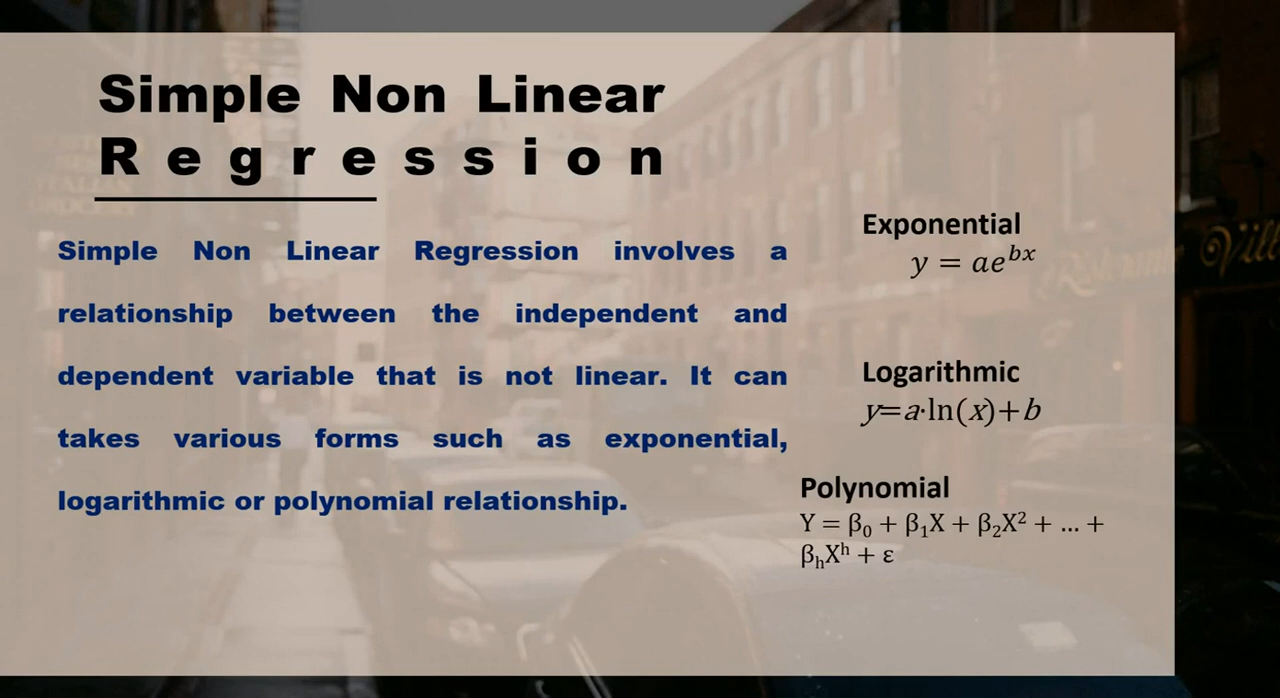 Simple Non Linear
Regression
Simple Non Linear Regression involves a
relationship between the independent and
dependent variable that is not linear. It can
takes various forms such as exponential,
logarithmic or polynomial relationship.
Exponential
y = ae^{bx}
Logarithmic
y=a·ln(x)+b
Polynomial
Y = β₀ + β₁X + β₂X² + … +
βₕXʰ + ε